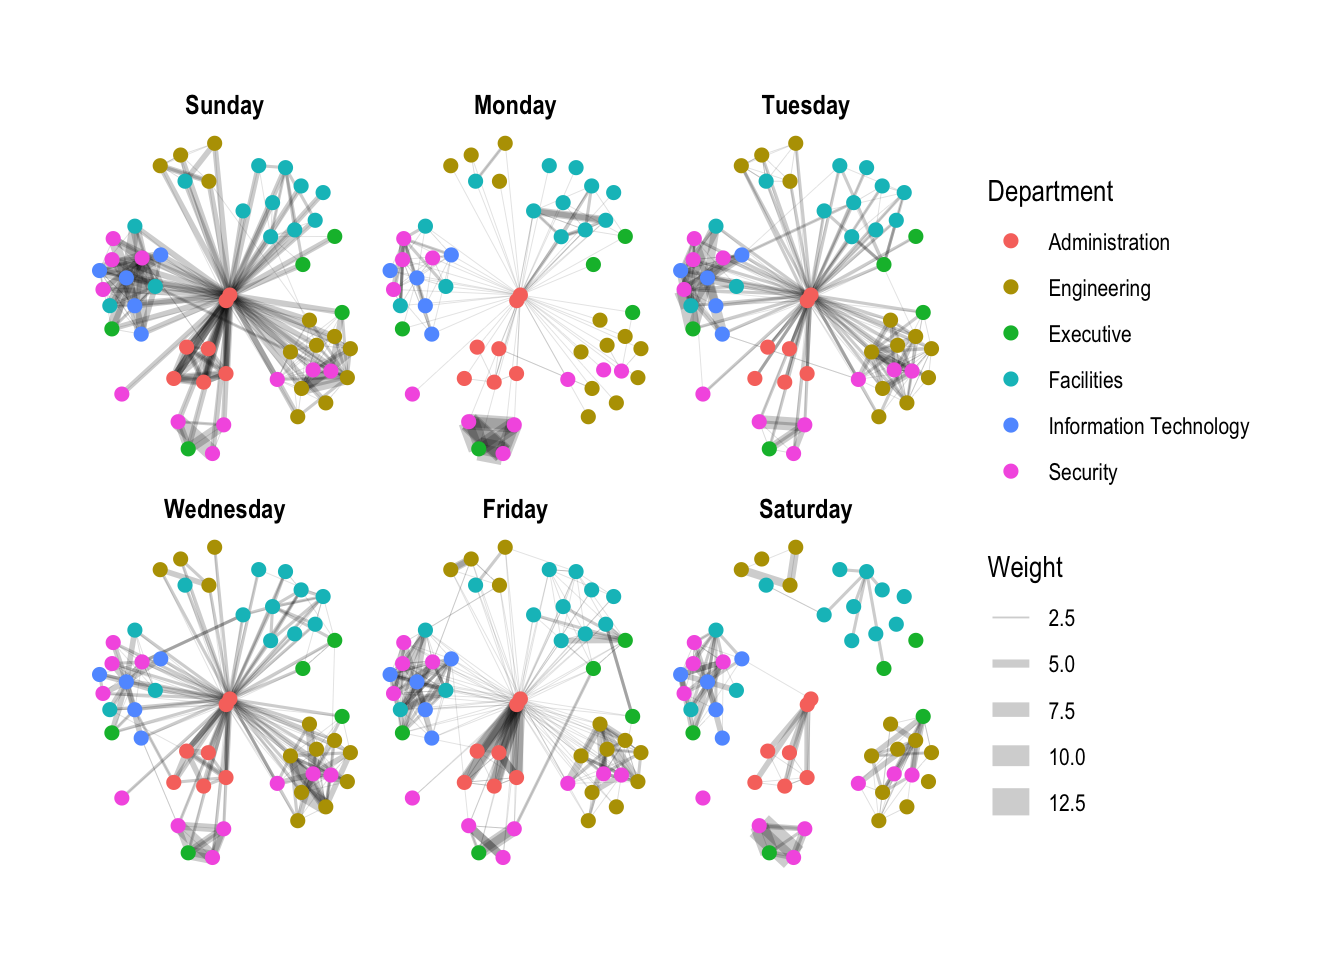 Sunday
Monday
Tuesday
Wednesday
Friday
Saturday
Department
Administration
Engineering
Executive
Facilities
Information Technology
Security
Weight
2.5
5.0
7.5
10.0
12.5